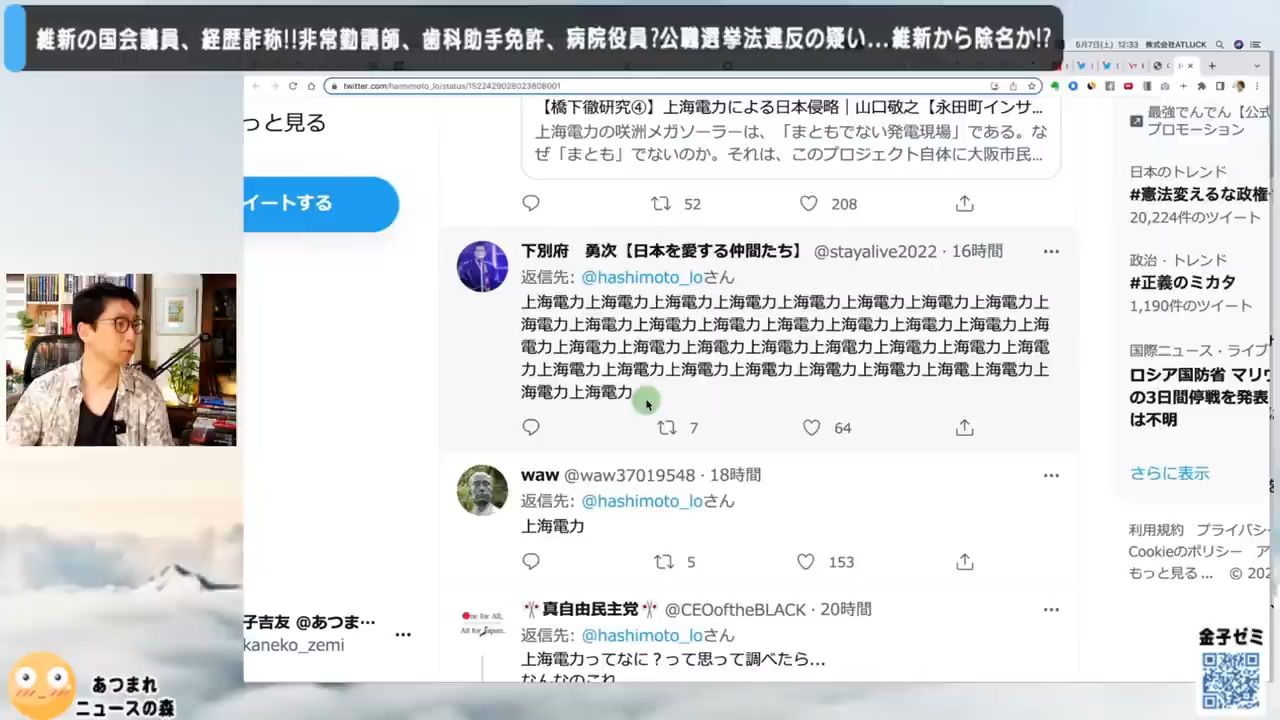 維新の国会議員、経歴詐称!!非常勤講師、歯科助手免許、病院役員?公職選挙法違反の疑い...維新から除名か!?
5月7日(土) 12:33 株式会社ATLUCK
twitter.com/hashimoto_lo/status/1522429028023808001
っと見る
イートする
【橋下徹研究④】上海電力による日本侵略|山口敬之【永田町インサ...
上海電力の咲洲メガソーラーは、「まともでない発電現場」である。な
ぜ「まとも」でないのか。それは、このプロジェクト自体に大阪市民...
52 208
下別府 勇次【日本を愛する仲間たち】 @stayalive2022 · 16時間
返信先: @hashimoto_loさん
上海電力上海電力上海電力上海電力上海電力上海電力上海電力上海電力上
海電力上海電力上海電力上海電力上海電力上海電力上海電力上海電力上海
電力上海電力上海電力上海電力上海電力上海電力上海電力上海電力上海電
力上海電力上海電力上海電力上海電力上海電力上海電力上海電上海電力上
海電力上海電力
7 64
waw @waw37019548 · 18時間
返信先: @hashimoto_loさん
上海電力
5 153
真自由民主党 @CEOoftheBLACK · 20時間
返信先: @hashimoto_loさん
上海電力ってなに?って思って調べたら...
なんなのこれ
One for All,
All for Japan.
最強でんでん【公式
プロモーション
日本のトレンド
#憲法変えるな政権
20,224件のツイート
政治・トレンド
#正義のミカタ
1,190件のツイート
国際ニュース・ライブ
ロシア国防省 マリウ
の3日間停戦を発表
は不明
さらに表示
利用規約 プライバシー
Cookieのポリシー ア
もっと見る ... © 202
子吉友 @あつま...
kaneko_zemi
あつまれ
ニュースの森
金子ゼミ